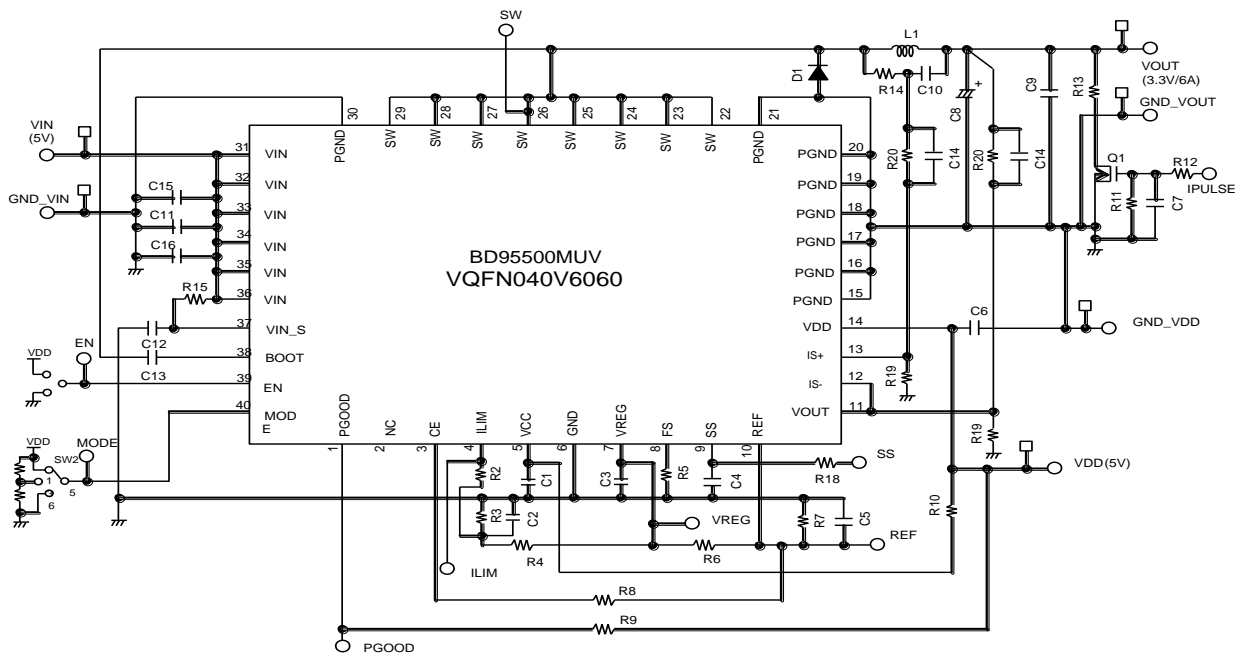 SW
L1
VOUT
(3.3V/6A)
GND_VOUT
D1
R14
C10
C8
+
C9
R13
Q1
R12
IPULSE
R11
C7
R20
C14
R20
C14
VIN
(5V)
GND_VIN
C15
C11
C16
R15
C12
C13
EN
VDD
VDD
SW2
MODE
1
5
6
30
29
28
27
26
25
24
23
22
21
PGND
SW
SW
SW
SW
SW
SW
SW
SW
PGND
31
VIN
32
VIN
33
VIN
34
VIN
35
VIN
36
VIN
37
VIN_S
38
BOOT
39
EN
40
MOD
E
BD95500MUV
VQFN040V6060
PGND
20
PGND
19
PGND
18
PGND
17
PGND
16
PGND
15
VDD
14
IS+
13
IS-
12
VOUT
11
PGOOD
NC
CE
ILIM
VCC
GND
VREG
FS
SS
REF
1
2
3
4
5
6
7
8
9
10
C6
GND_VDD
R19
R19
VDD(5V)
R10
R2
C1
C3
R5
C4
R18
SS
R3
C2
VREG
R7
C5
REF
R4
R6
ILIM
R8
R9
PGOOD